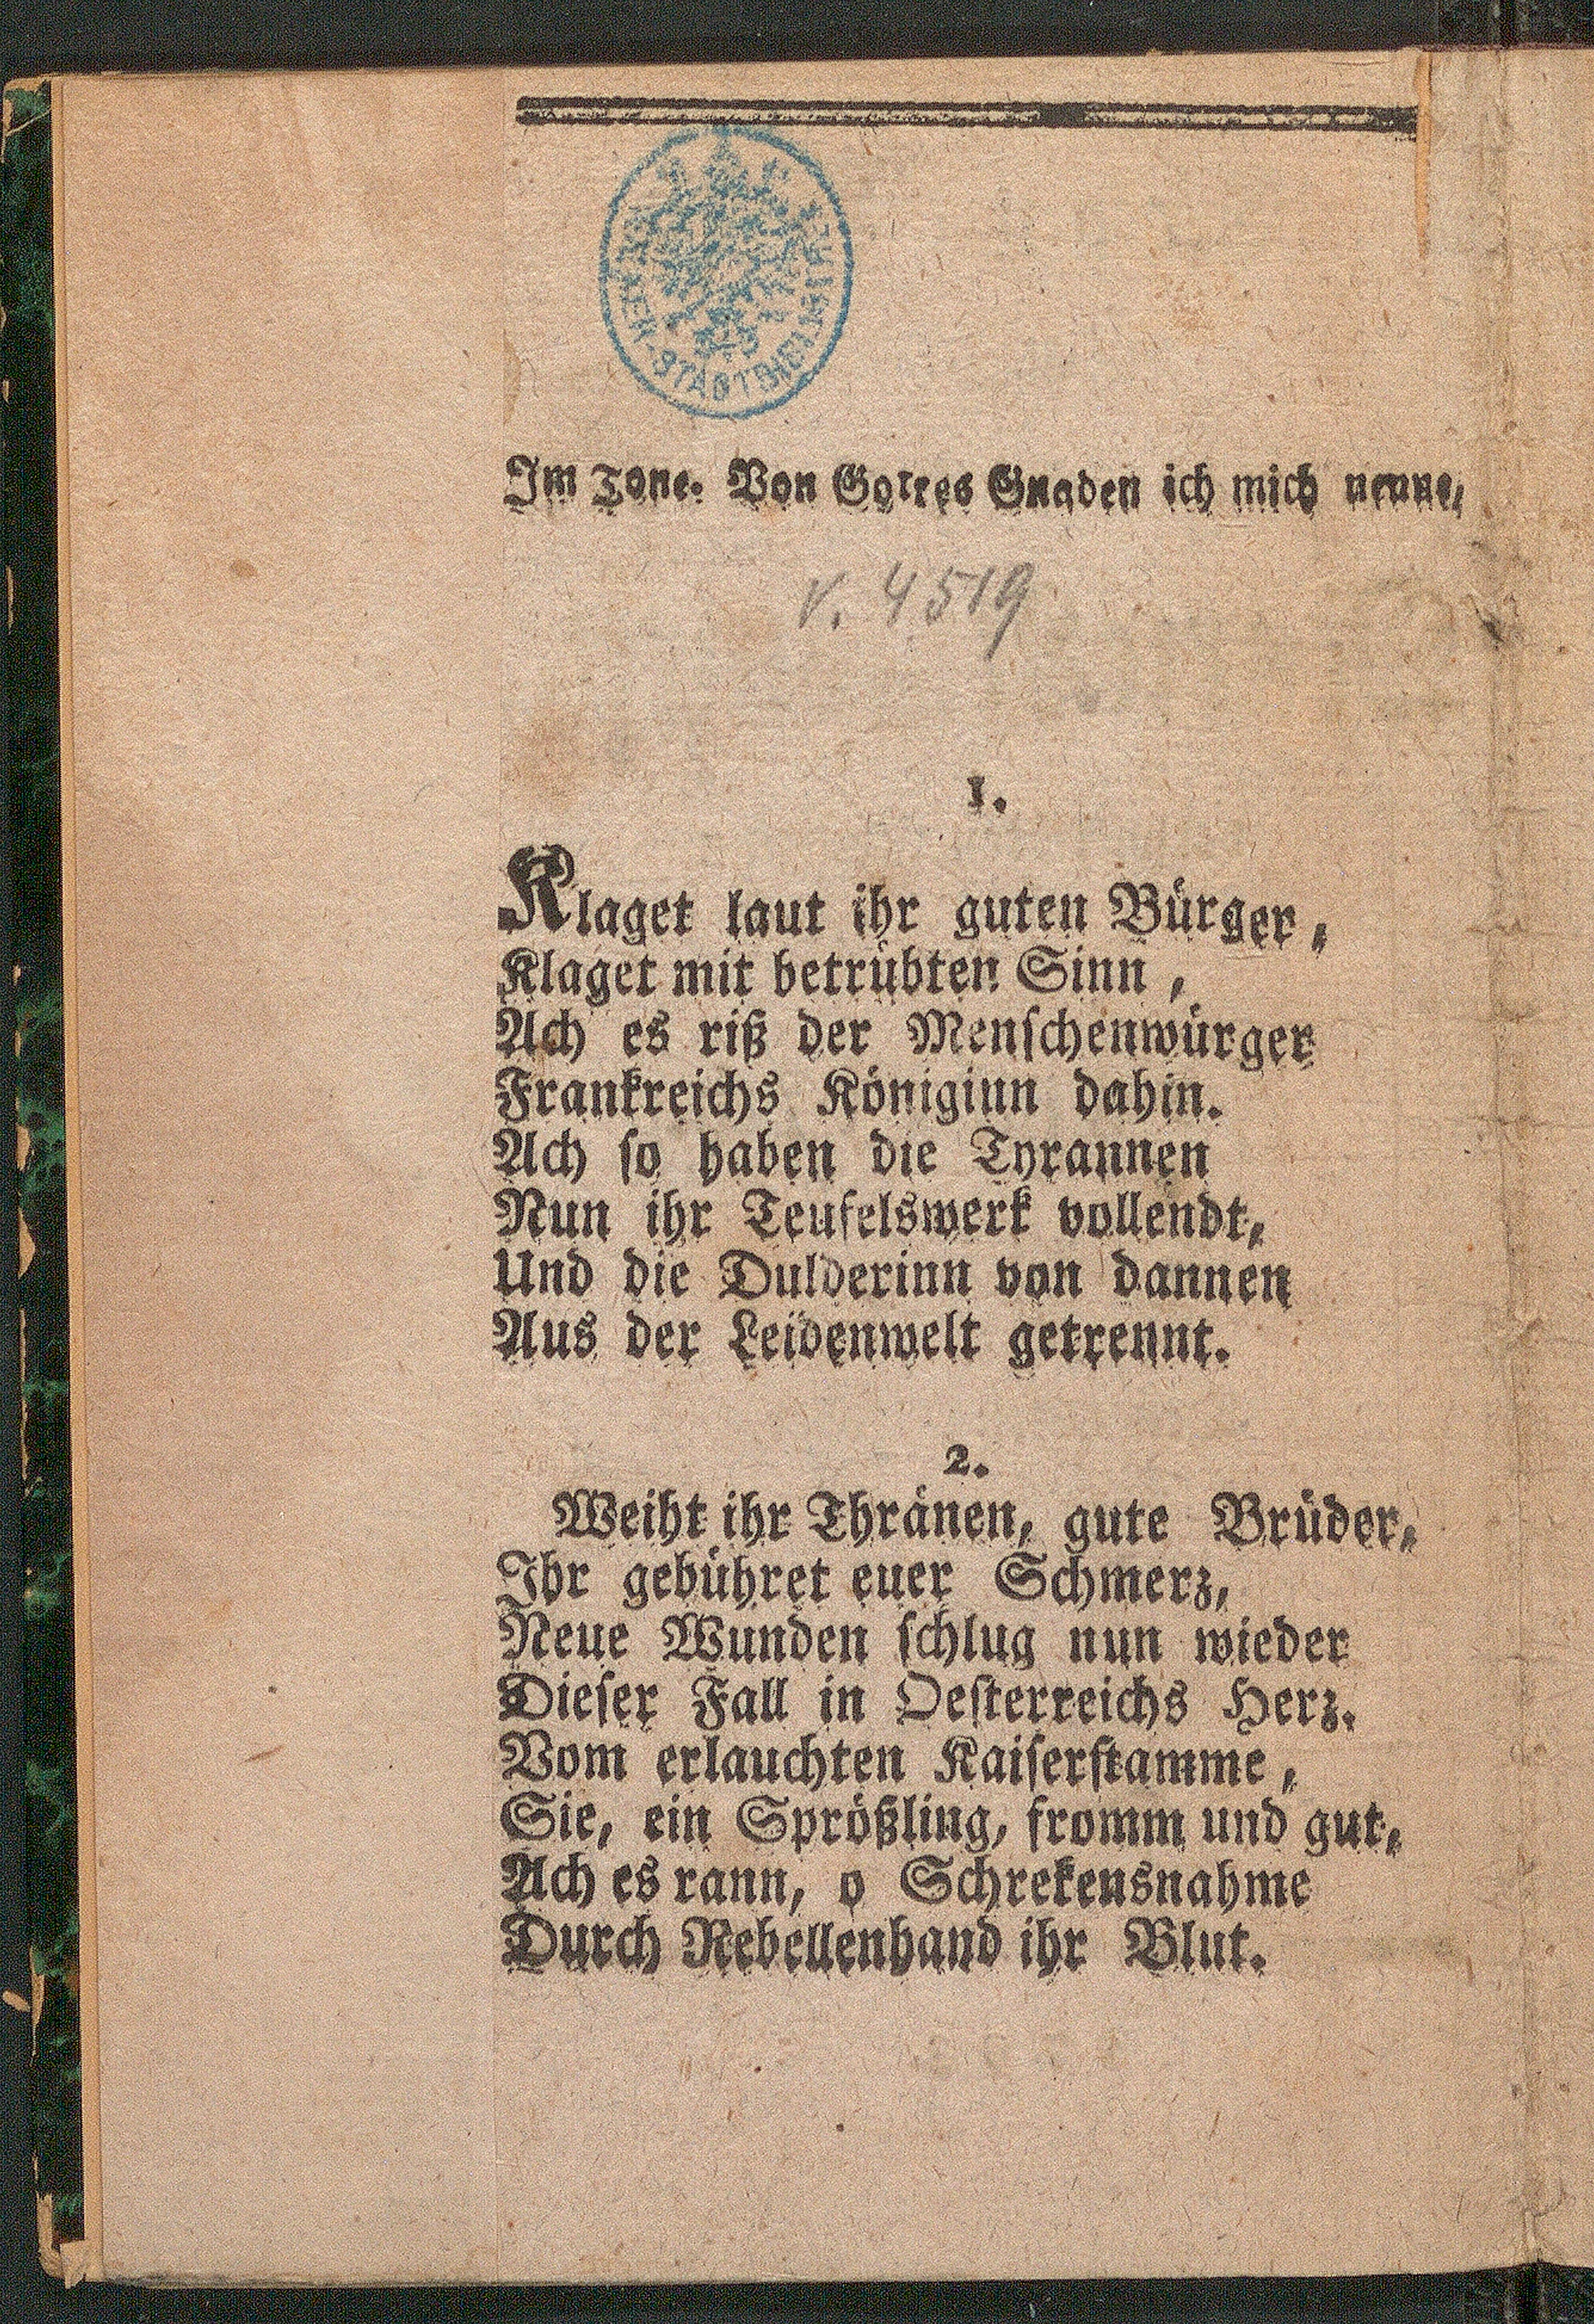 WIENER-STADTBIBLIOTHEK
Im Tone. Von Gottes Gnaden ich mich nenne,
V. 4519
1.
Klaget laut ihr guten Bürger,
Klaget mit betrübten Sinn,
Ach es riß der Menschenwürger
Frankreichs Königinn dahin.
Ach so haben die Tyrannen
Nun ihr Teufelswerk vollendt,
Und die Dulderinn von dannen
Aus der Leidenwelt getrennt.
2.
Weiht ihr Thränen, gute Brüder,
Ihr gebühret euer Schmerz,
Neue Wunden schlug nun wieder
Dieser Fall in Oesterreichs Herz.
Vom erlauchten Kaiserstamme,
Sie, ein Sprößling, fromm und gut,
Ach es rann, o Schrekensnahme
Durch Rebellenhand ihr Blut.